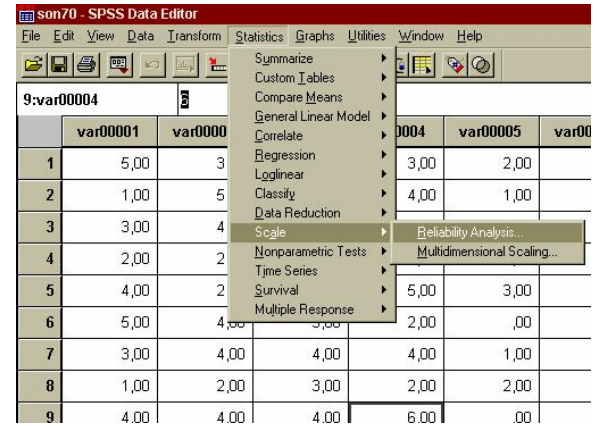 son70 - SPSS Data Editor
File Edit View Data Transform Statistics Graphs Utilities Window Help
9:var00004 6
var00001 var0000 0004 var00005 var00
Summarize
Custom Tables
Compare Means
General Linear Model
Correlate
Regression
Loglinear
Classify
Data Reduction
Scale
Nonparametric Tests
Time Series
Survival
Multiple Response
Reliability Analysis...
Multidimensional Scaling...
1 5,00 3 3,00 2,00
2 1,00 5 4,00 1,00
3 3,00 4
4 2,00 2
5 4,00 2 5,00 3,00
6 5,00 4,00 3,00 2,00 ,00
7 3,00 4,00 4,00 4,00 1,00
8 1,00 2,00 3,00 2,00 2,00
9 4,00 4,00 4,00 6,00 ,00